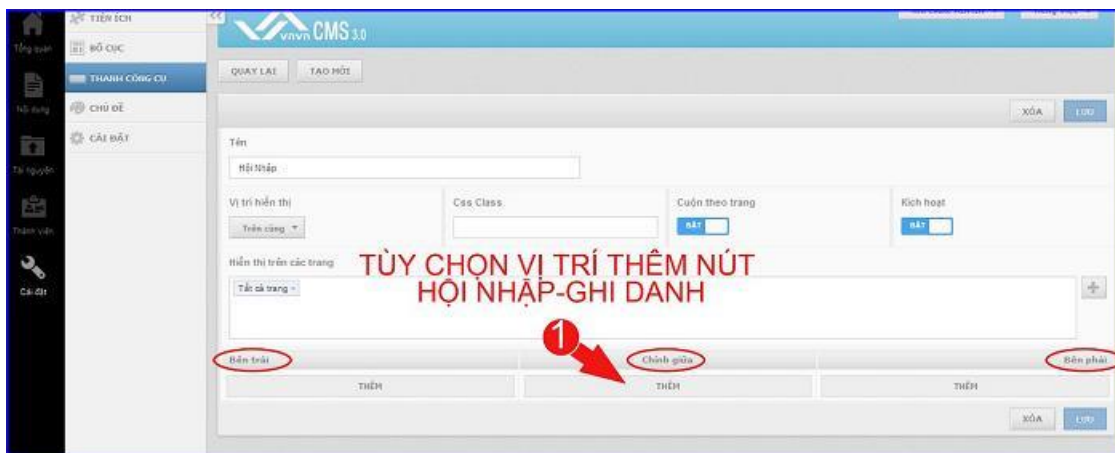 TIỆN ÍCH
vnvn CMS 3.0
Tổng quan
BỐ CỤC
THANH CÔNG CỤ
QUAY LẠI
TẠO MỚI
Nội dung
CHỦ ĐỀ
XÓA
LƯU
CÀI ĐẶT
Tên
Tài nguyên
Hội Nhập
Vị trí hiển thị
Css Class
Cuộn theo trang
Kích hoạt
Trên cùng
BẬT
BẬT
Thành viên
Hiển thị trên các trang
TÙY CHỌN VỊ TRÍ THÊM NÚT
HỘI NHẬP-GHI DANH
Cài đặt
Tất cả trang
1
Bên trái
Chính giữa
Bên phải
THÊM
THÊM
THÊM
XÓA
LƯU